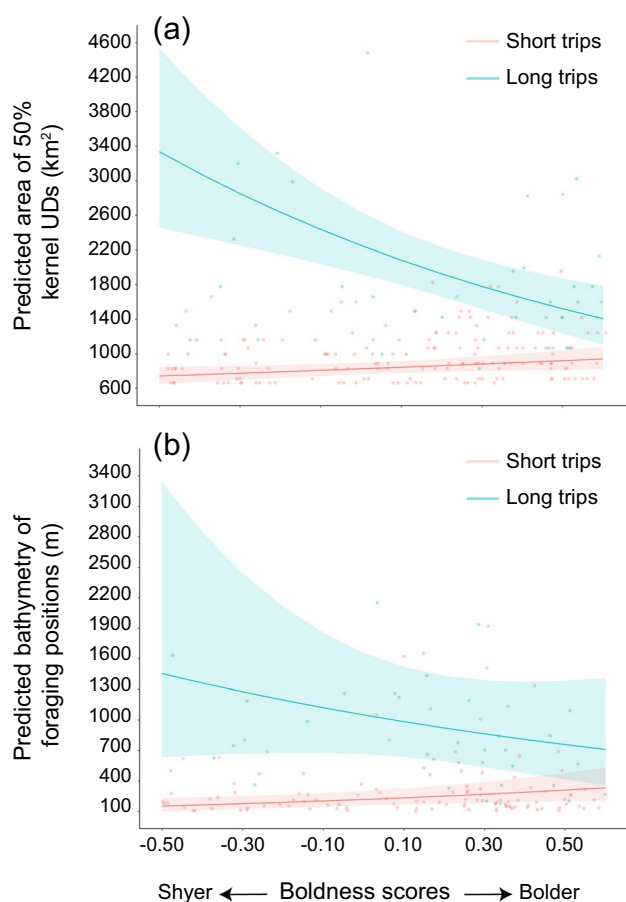 (a)
Short trips
Long trips
Predicted area of 50%
kernel UDs (km²)
4600
4200
3800
3400
3000
2600
2200
1800
1400
1000
600
(b)
Short trips
Long trips
Predicted bathymetry of
foraging positions (m)
3400
3100
2800
2500
2200
1900
1600
1300
1000
700
400
100
-0.50 -0.30 -0.10 0.10 0.30 0.50
Shyer ← Boldness scores → Bolder